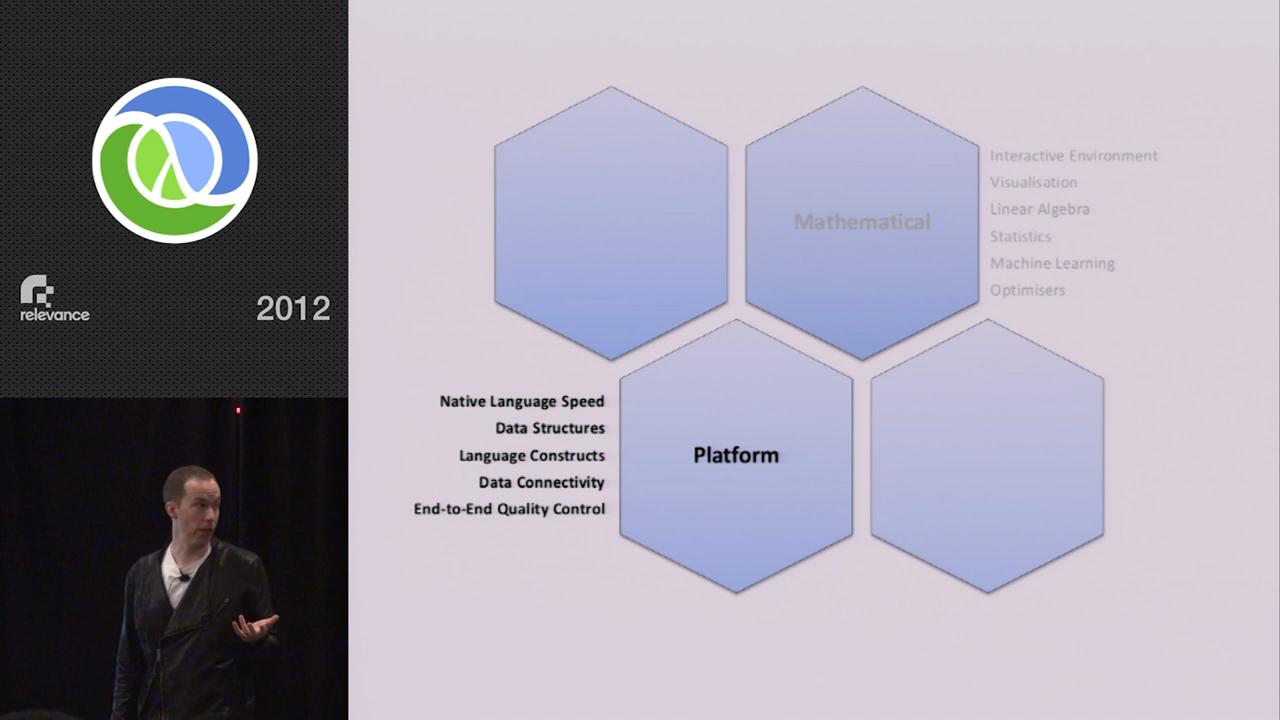 relevance
2012
Mathematical
Interactive Environment
Visualisation
Linear Algebra
Statistics
Machine Learning
Optimisers
Native Language Speed
Data Structures
Language Constructs
Data Connectivity
End-to-End Quality Control
Platform